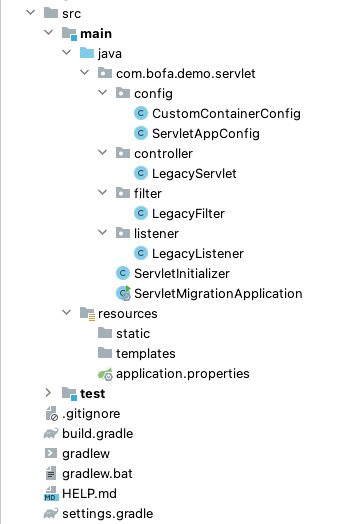 src
main
java
com.bofa.demo.servlet
config
C CustomContainerConfig
C ServletAppConfig
controller
C LegacyServlet
filter
C LegacyFilter
listener
C LegacyListener
C ServletInitializer
C ServletMigrationApplication
resources
static
templates
application.properties
test
.gitignore
build.gradle
gradlew
gradlew.bat
MD HELP.md
settings.gradle